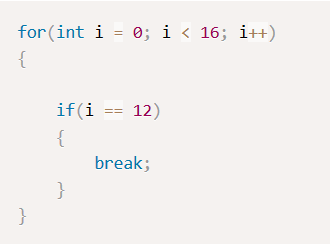 for(int i = 0; i < 16; i++)
{
if(i == 12)
{
break;
}
}